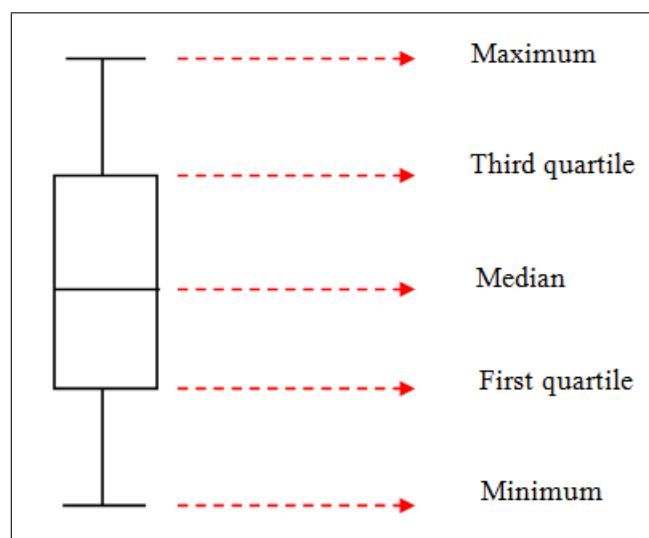 Maximum
Third quartile
Median
First quartile
Minimum